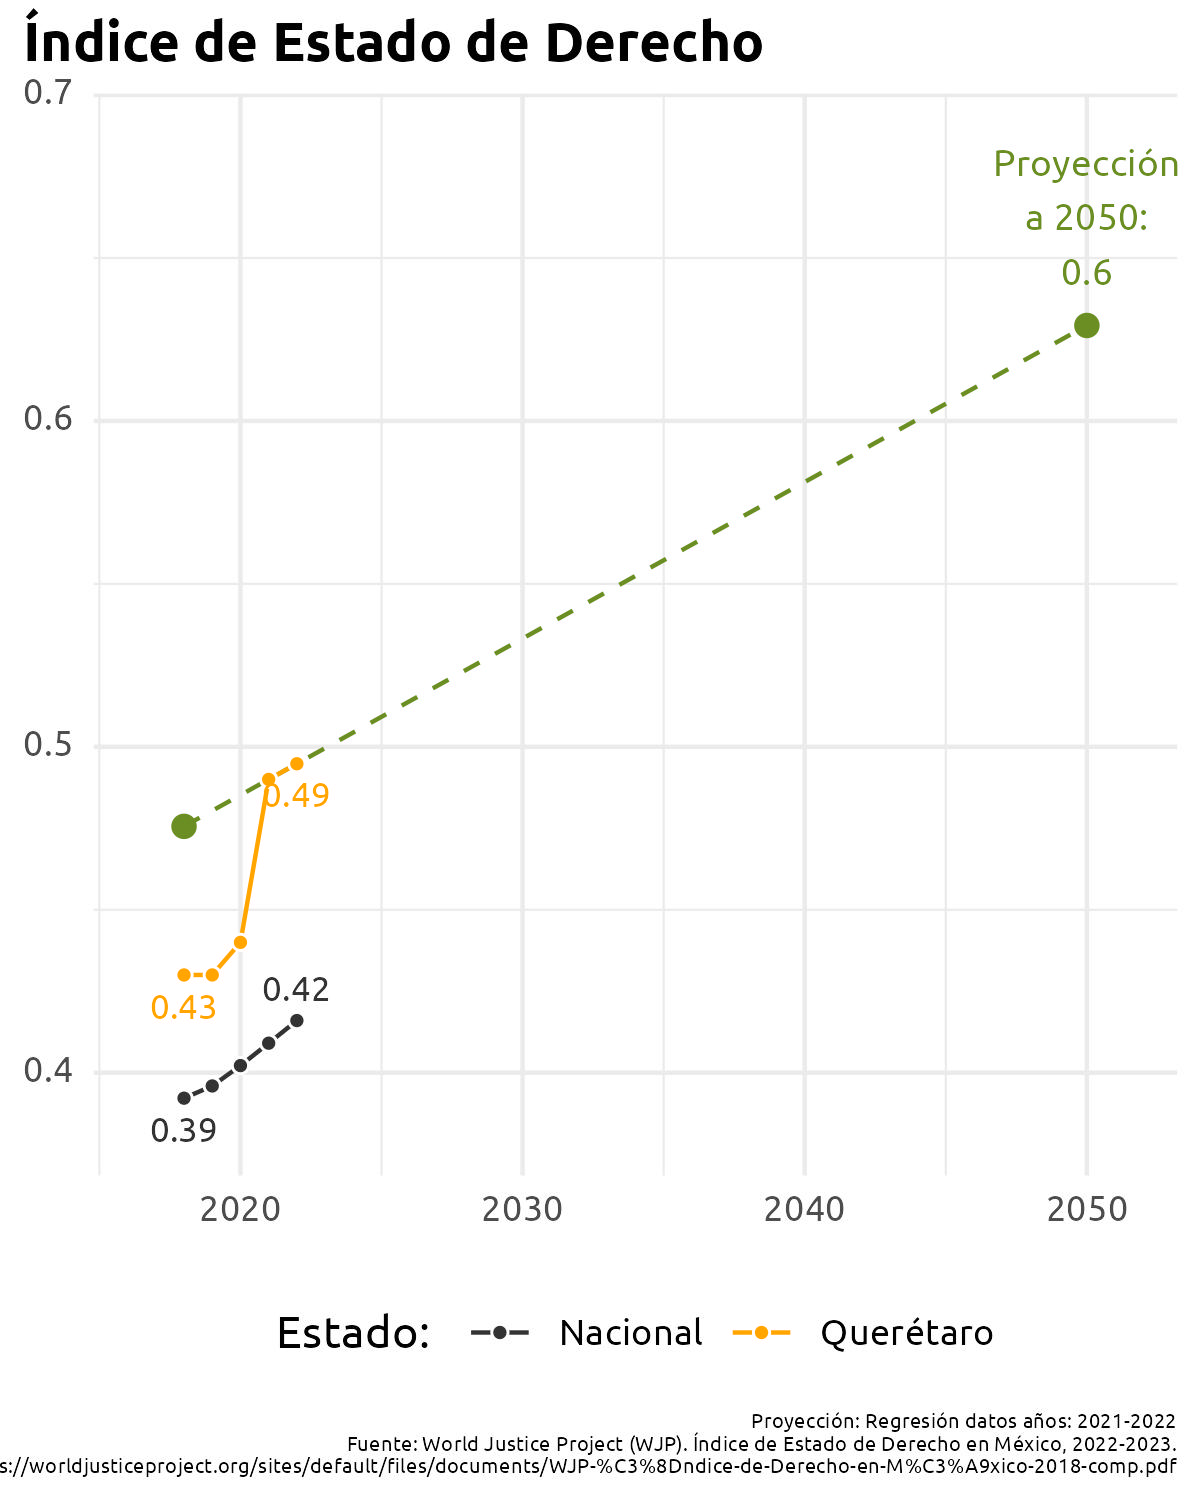 Índice de Estado de Derecho
0.7
Proyección
a 2050:
0.6
0.6
0.5
0.49
0.43
0.42
0.4
0.39
2020 2030 2040 2050
Estado: Nacional Querétaro
Proyección: Regresión datos años: 2021-2022
Fuente: World Justice Project (WJP). Índice de Estado de Derecho en México, 2022-2023.
s://worldjusticeproject.org/sites/default/files/documents/WJP-%C3%8Dndice-de-Derecho-en-M%C3%A9xico-2018-comp.pdf